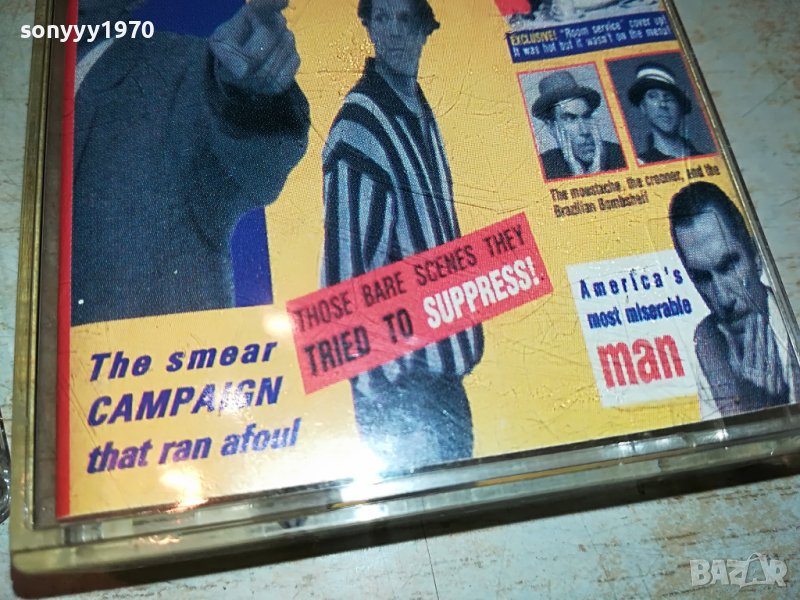 sonyyy1970
EXCLUSIVE! "Room service" cover up!
It was hot but it wasn't on the menu!
The moustache, the crooner, and the
Brazilian Bombshell
THOSE BARE SCENES THEY
TRIED TO SUPPRESS!
America's
most miserable
man
The smear
CAMPAIGN
that ran afoul
BAZAR